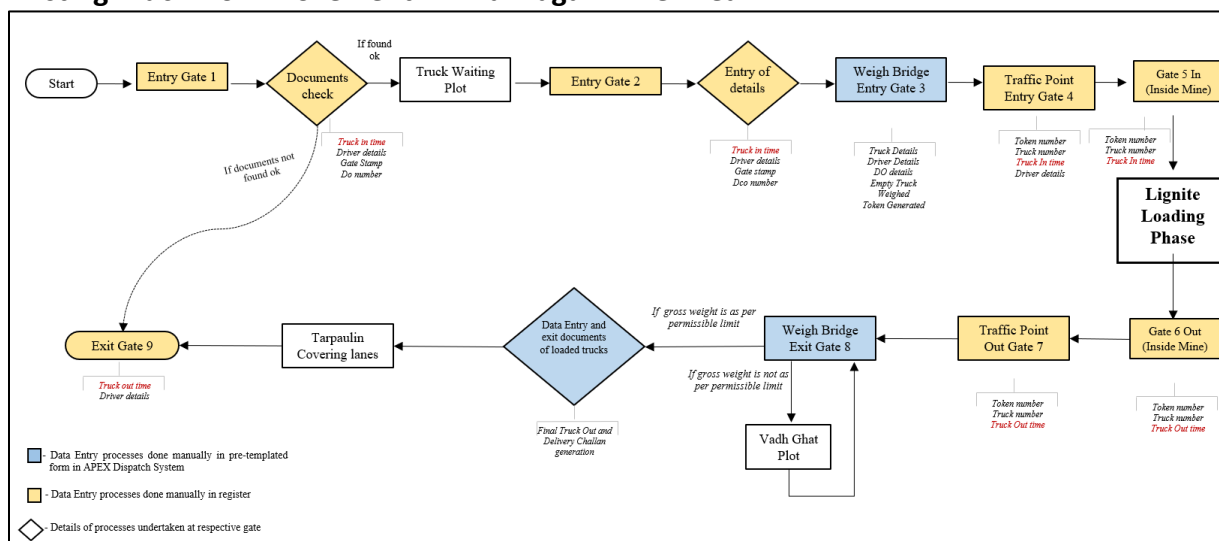 If found
ok
Start
Entry Gate 1
Documents
check
Truck Waiting
Plot
Entry Gate 2
Entry of
details
Weigh Bridge
Entry Gate 3
Traffic Point
Entry Gate 4
Gate 5 In
(Inside Mine)
Truck in time
Driver details
Gate Stamp
Do number
Truck in time
Driver details
Gate stamp
Dco number
Truck Details
Driver Details
DO details
Empty Truck
Weighed
Token Generated
Token number
Truck number
Truck In time
Driver details
Token number
Truck number
Truck In time
If documents not
found ok
Lignite
Loading
Phase
Exit Gate 9
Truck out time
Driver details
Tarpaulin
Covering lanes
Data Entry and
exit documents
of loaded trucks
Final Truck Out and
Delivery Challan
generation
If gross weight is as per
permissible limit
If gross weight is not as
per permissible limit
Weigh Bridge
Exit Gate 8
Vadh Ghat
Plot
Traffic Point
Out Gate 7
Token number
Truck number
Truck Out time
Gate 6 Out
(Inside Mine)
Token number
Truck number
Truck Out time
- Data Entry processes done manually in pre-templated
form in APEX Dispatch System
- Data Entry processes done manually in register
- Details of processes undertaken at respective gate